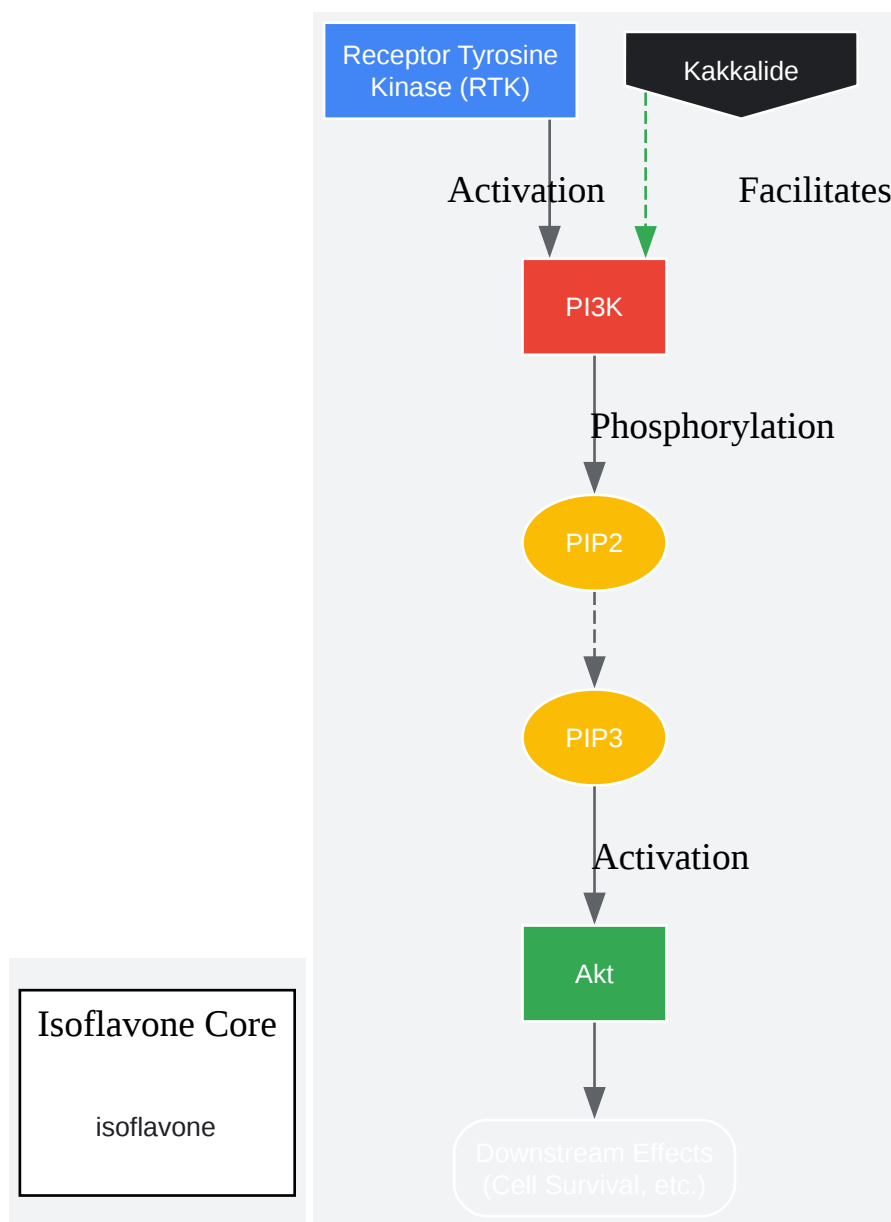 Receptor Tyrosine
Kinase (RTK)
Kakkalide
Activation
Facilitates
PI3K
Phosphorylation
PIP2
PIP3
Activation
Akt
Isoflavone Core
isoflavone
Downstream Effects
(Cell Survival, etc.)